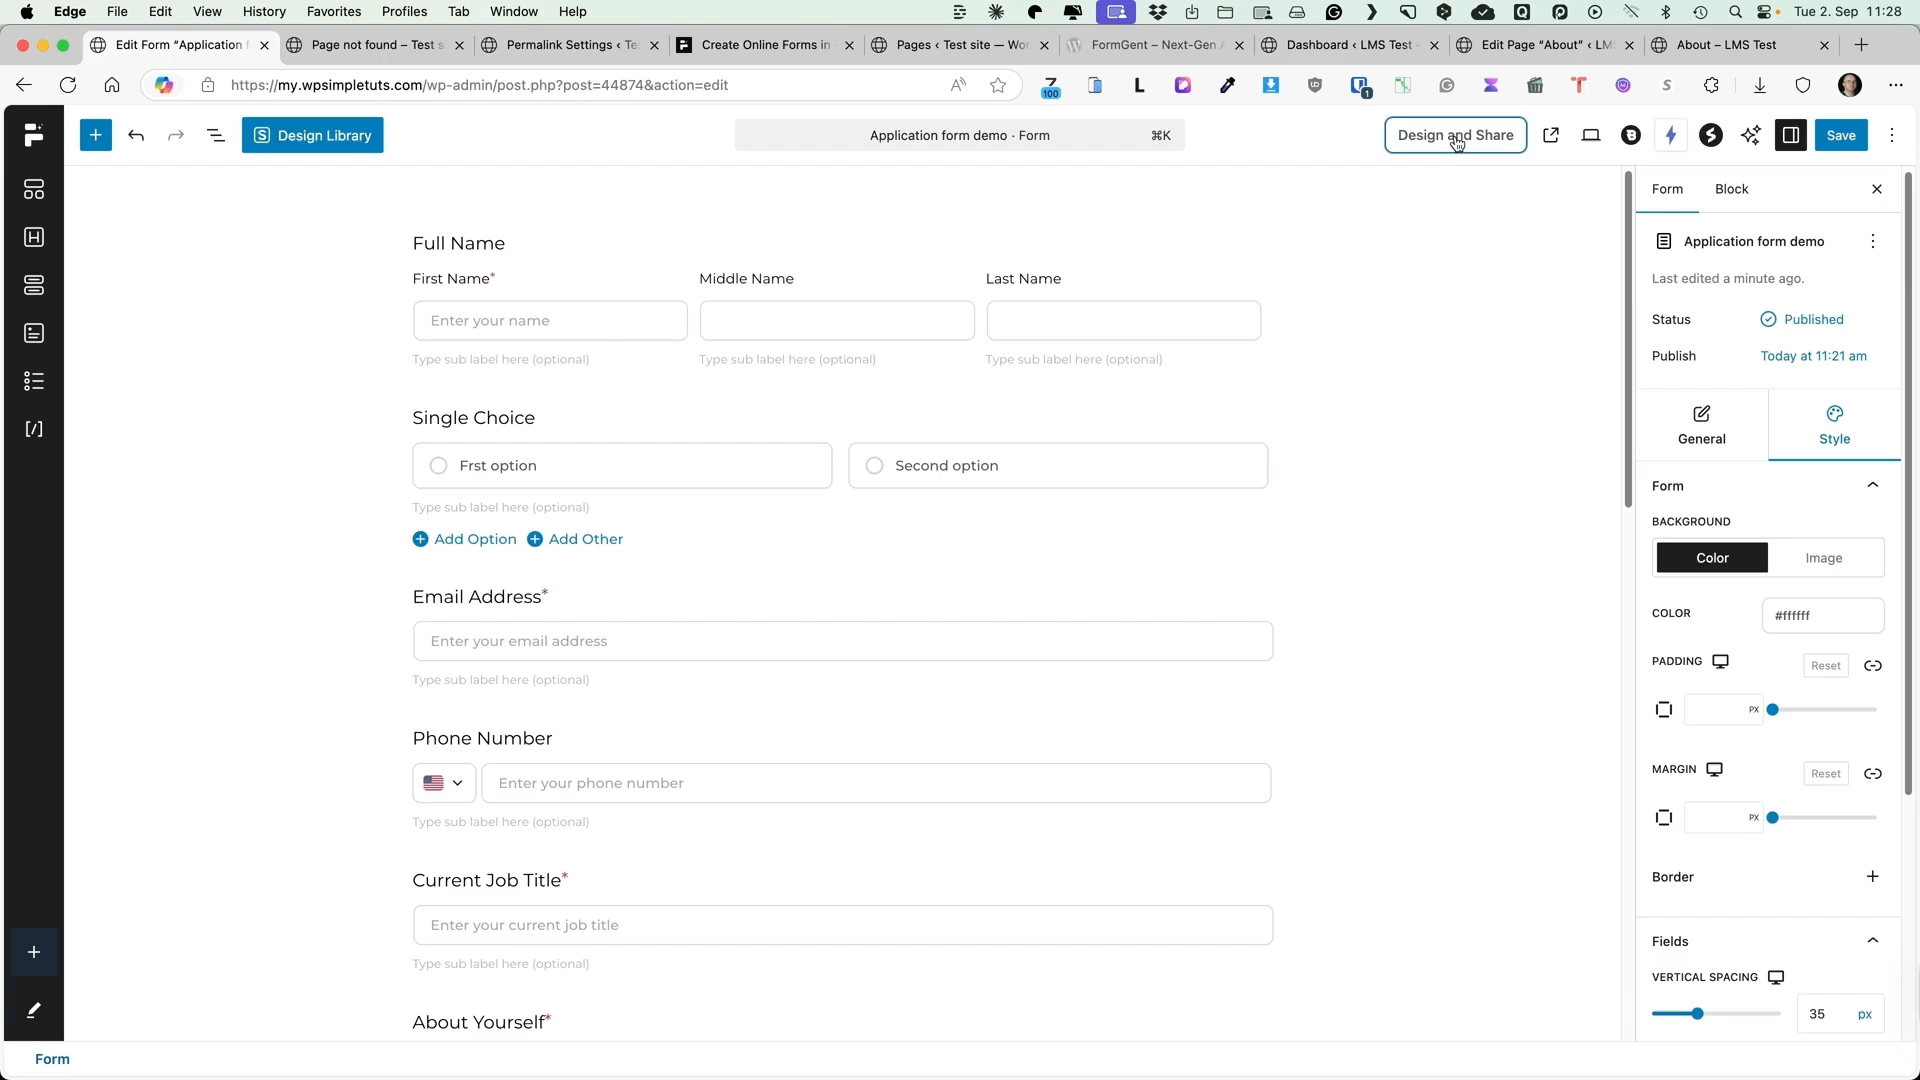 Edge File Edit View History Favorites Profiles Tab Window Help Tue 2. Sep 11:28
Edit Form “Application f Page not found – Test s Permalink Settings ‹ Te Create Online Forms in Pages ‹ Test site — Wor FormGent – Next-Gen A Dashboard ‹ LMS Test Edit Page “About” ‹ LM About – LMS Test
https://my.wpsimpletuts.com/wp-admin/post.php?post=44874&action=edit
100
1
Design Library
Application form demo · Form ⌘K
Design and Share
Save
Full Name
First Name* Middle Name Last Name
Enter your name
Type sub label here (optional) Type sub label here (optional) Type sub label here (optional)
Single Choice
Frst option Second option
Type sub label here (optional)
Add Option Add Other
Email Address*
Enter your email address
Type sub label here (optional)
Phone Number
Enter your phone number
Type sub label here (optional)
Current Job Title*
Enter your current job title
Type sub label here (optional)
About Yourself*
Form
Form Block
Application form demo
Last edited a minute ago.
Status Published
Publish Today at 11:21 am
General Style
Form
BACKGROUND
Color Image
COLOR #ffffff
PADDING Reset
PX
MARGIN Reset
PX
Border
Fields
VERTICAL SPACING
35 px